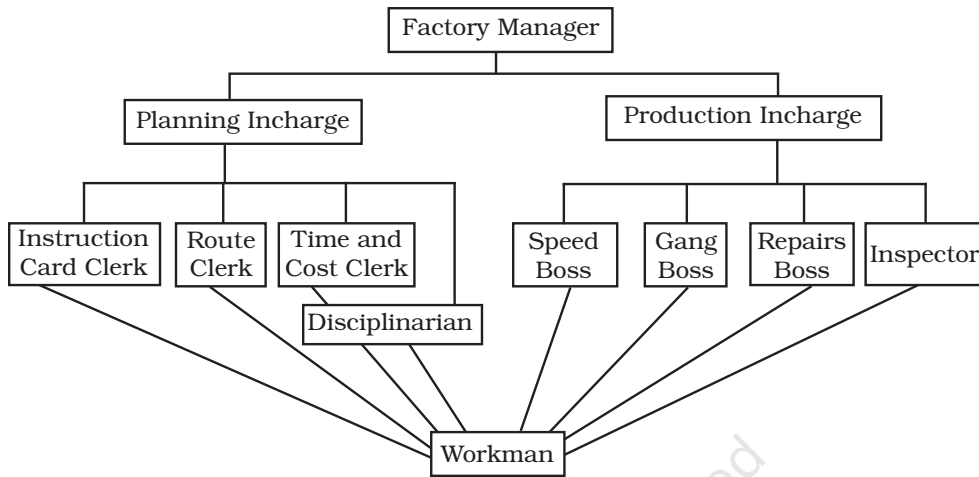 Factory Manager
Planning Incharge
Production Incharge
Instruction
Card Clerk
Route
Clerk
Time and
Cost Clerk
Disciplinarian
Speed
Boss
Gang
Boss
Repairs
Boss
Inspector
Workman